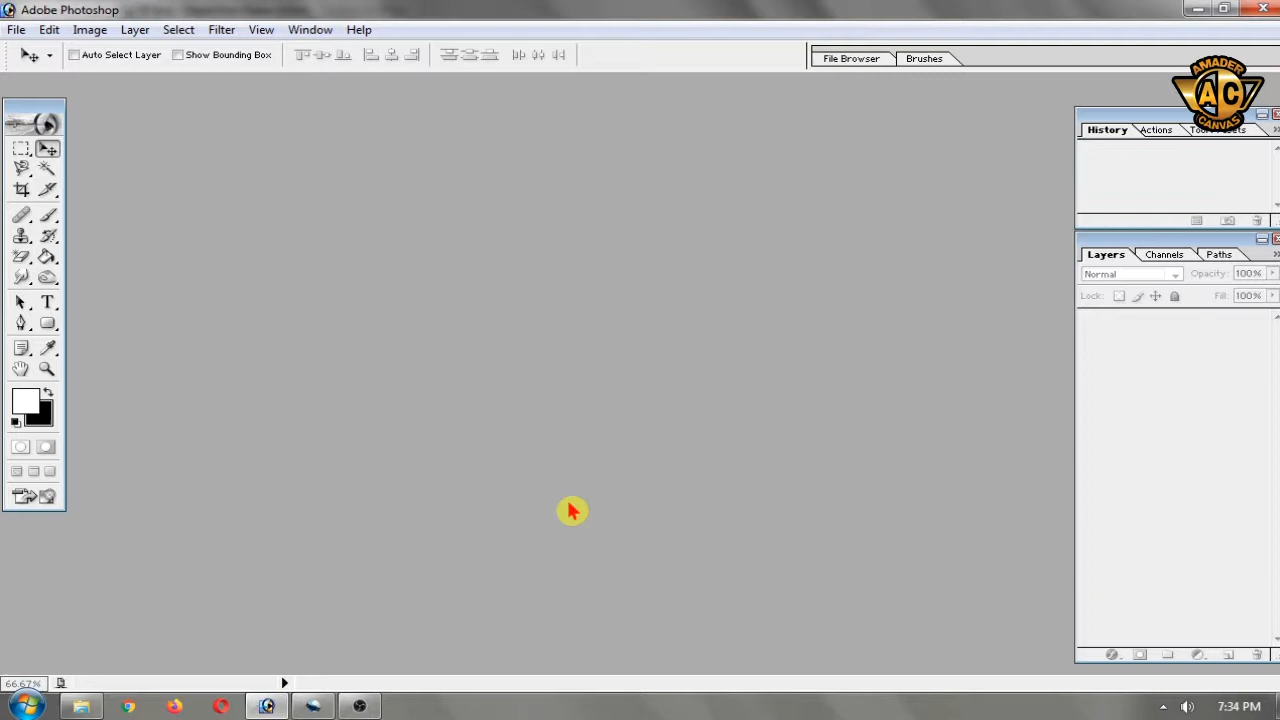 Adobe Photoshop
File Edit Image Layer Select Filter View Window Help
Auto Select Layer Show Bounding Box File Browser Brushes
AMADER
AC
CANVAS
History Actions
Layers Channels Paths
Normal Opacity: 100%
Lock: Fill: 100%
T
66.67%
7:34 PM